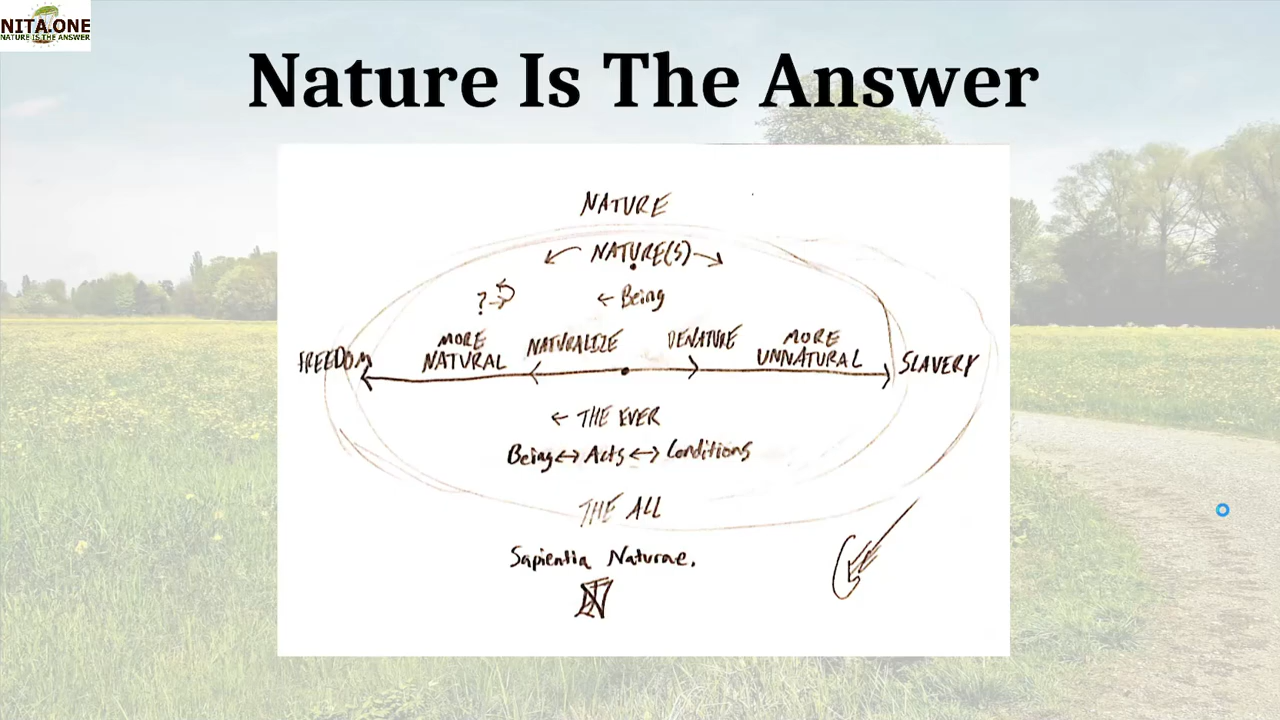 NITA.ONE
NATURE IS THE ANSWER
Nature Is The Answer
NATURE
NATURE(S)
? → 
← Being
FREEDOM MORE NATURAL NATURALIZE DENATURE MORE UNNATURAL SLAVERY
← THE EVER
Being ↔ Acts ↔ Conditions
THE ALL
Sapientia Naturae.